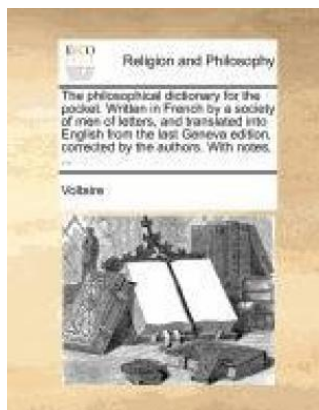 ECCO
Religion and Philosophy
The philosophical dictionary for the
pocket. Written in French by a society
of men of letters, and translated into
English from the last Geneva edition,
corrected by the authors. With notes.
...
Voltaire